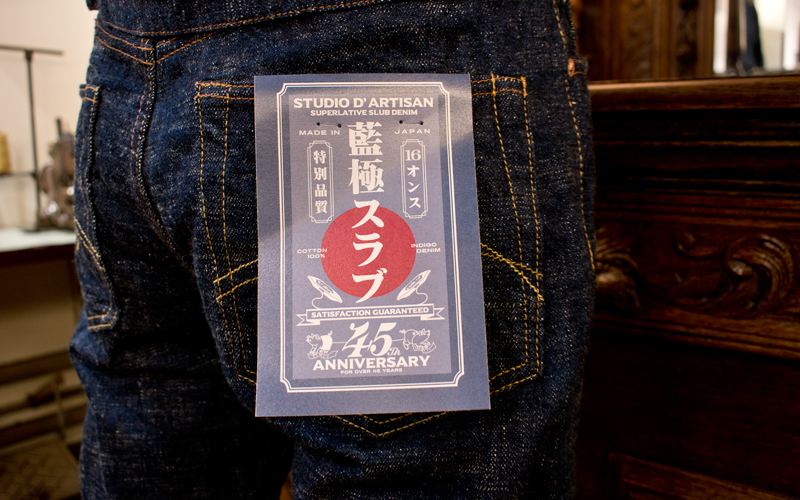 STUDIO D'ARTISAN
SUPERLATIVE SLUB DENIM
MADE IN JAPAN
藍極スラブ
特別品質
16オンス
COTTON 100%
INDIGO DENIM
SATISFACTION GUARANTEED
45th
ANNIVERSARY
FOR OVER 45 YEARS